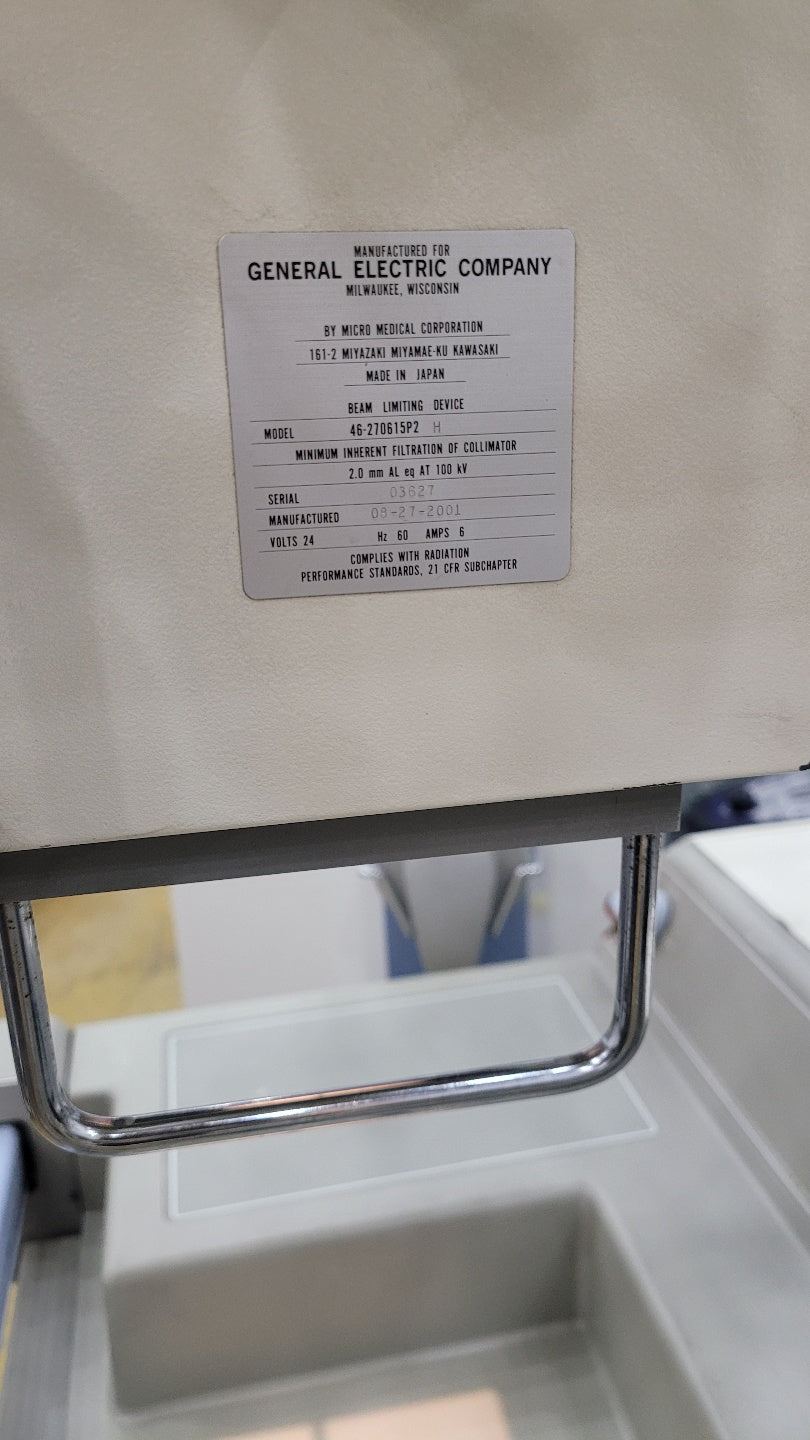 MANUFACTURED FOR
GENERAL ELECTRIC COMPANY
MILWAUKEE, WISCONSIN
BY MICRO MEDICAL CORPORATION
161-2 MIYAZAKI MIYAMAE-KU KAWASAKI
MADE IN JAPAN
BEAM LIMITING DEVICE
MODEL 46-270615P2 H
MINIMUM INHERENT FILTRATION OF COLLIMATOR
2.0 mm AL eq AT 100 kV
SERIAL 03627
MANUFACTURED 08-27-2001
VOLTS 24 Hz 60 AMPS 6
COMPLIES WITH RADIATION
PERFORMANCE STANDARDS, 21 CFR SUBCHAPTER